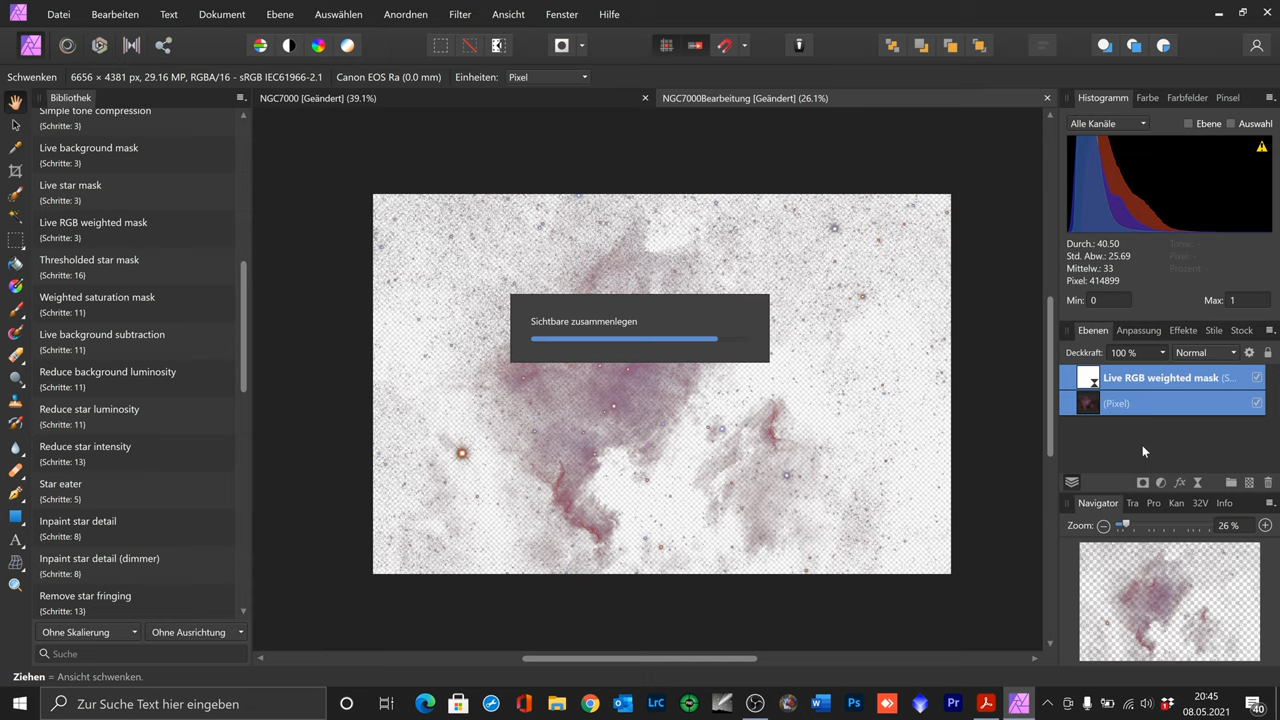 Datei Bearbeiten Text Dokument Ebene Auswählen Anordnen Filter Ansicht Fenster Hilfe
Schwenken 6656 × 4381 px, 29.16 MP, RGBA/16 - sRGB IEC61966-2.1 Canon EOS Ra (0.0 mm) Einheiten: Pixel
Bibliothek
NGC7000 [Geändert] (39.1%)
NGC7000Bearbeitung [Geändert] (26.1%)
Histogramm Farbe Farbfelder Pinsel
Simple tone compression
{Schritte: 3}
Live background mask
{Schritte: 3}
Live star mask
{Schritte: 3}
Live RGB weighted mask
{Schritte: 3}
Thresholded star mask
{Schritte: 16}
Weighted saturation mask
{Schritte: 11}
Live background subtraction
{Schritte: 11}
Reduce background luminosity
{Schritte: 11}
Reduce star luminosity
{Schritte: 11}
Reduce star intensity
{Schritte: 13}
Star eater
{Schritte: 5}
Inpaint star detail
{Schritte: 8}
Inpaint star detail (dimmer)
{Schritte: 8}
Remove star fringing
{Schritte: 13}
Ohne Skalierung Ohne Ausrichtung
Suche
Sichtbare zusammenlegen
Alle Kanäle Ebene Auswahl
Durch.: 40.50
Std. Abw.: 25.69
Mittelw.: 33
Pixel: 414899
Tonw.: -
Pixel: -
Prozent: -
Min: 0 Max: 1
Ebenen Anpassung Effekte Stile Stock
Deckkraft: 100 % Normal
Live RGB weighted mask (S...
(Pixel)
Navigator Tra Pro Kan 32V Info
Zoom: 26 %
Ziehen = Ansicht schwenken.
Zur Suche Text hier eingeben
LrC
Ps
Pr
20:45
08.05.2021
40